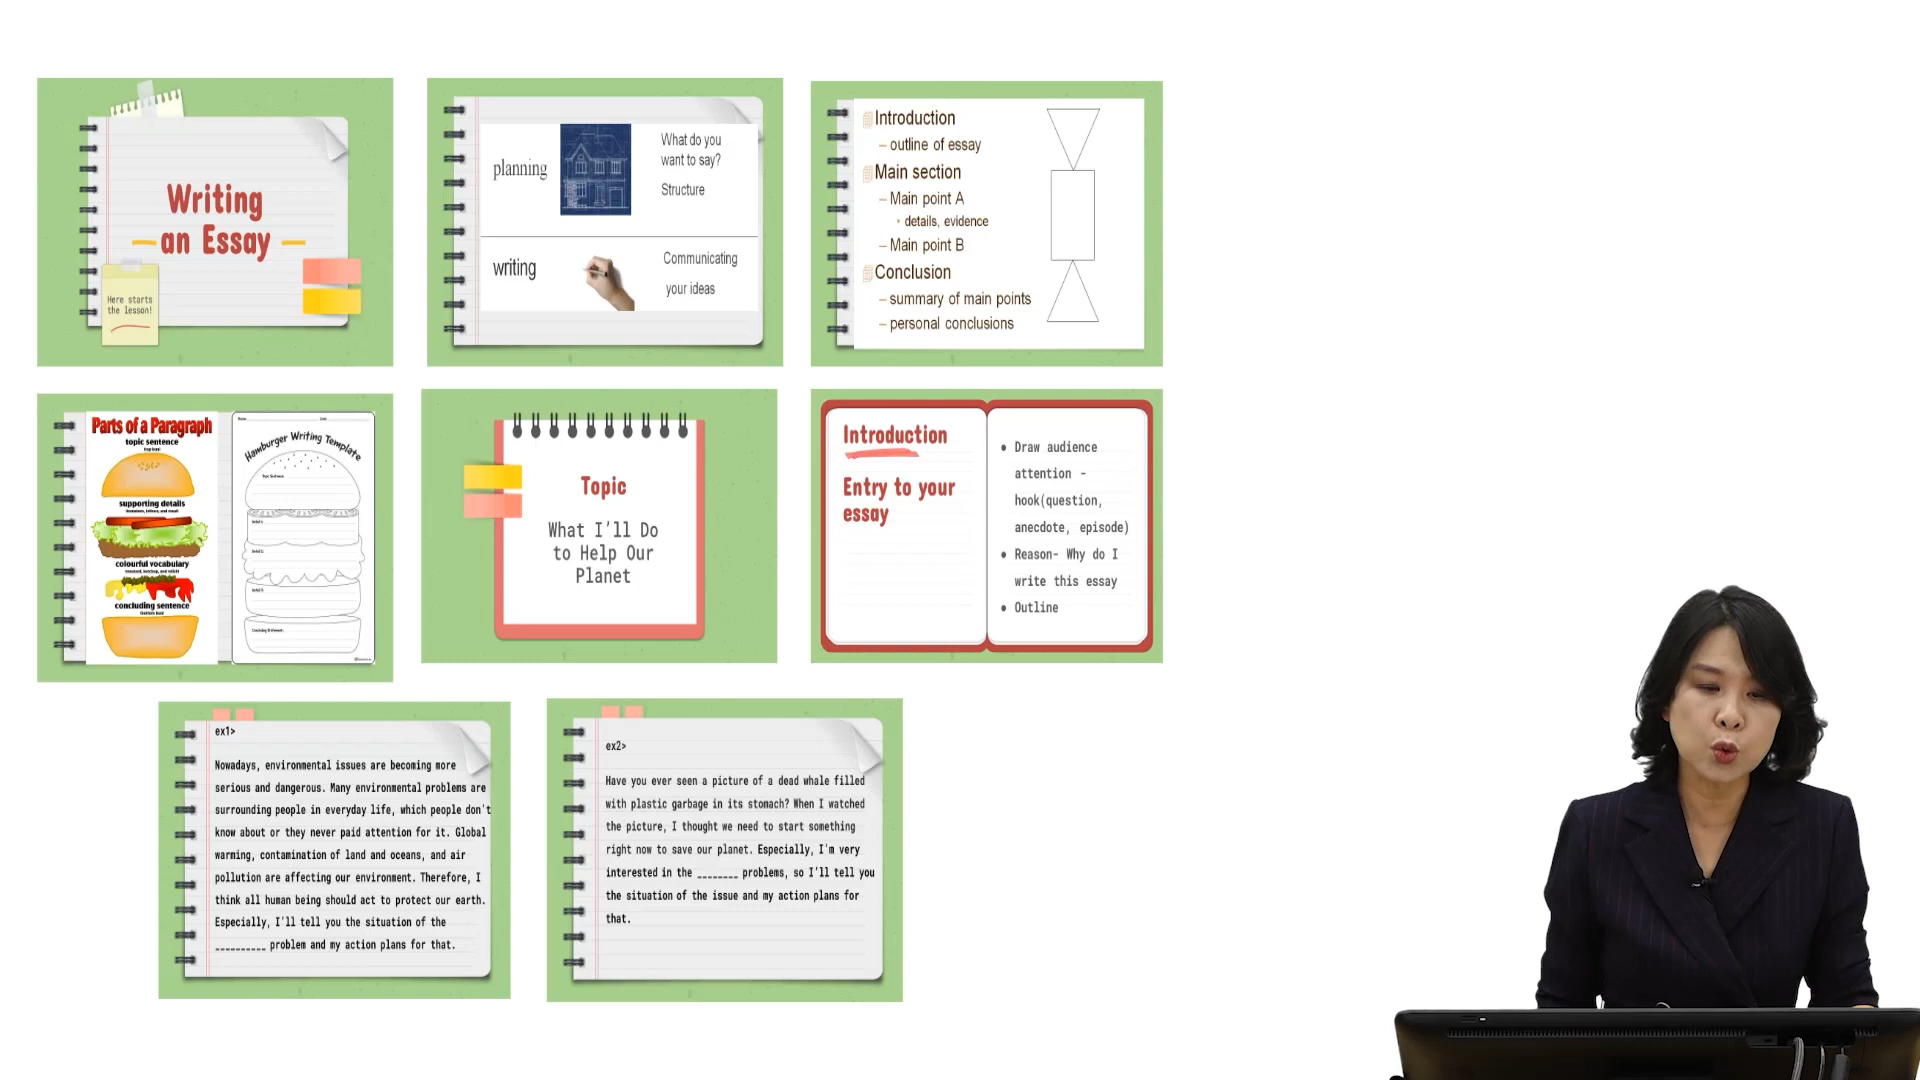 Writing
an Essay
Here starts
the lesson!
planning
What do you
want to say?
Structure
writing
Communicating
your ideas
Introduction
– outline of essay
Main section
– Main point A
• details, evidence
– Main point B
Conclusion
– summary of main points
– personal conclusions
Parts of a Paragraph
topic sentence
supporting details
colourful vocabulary
concluding sentence
Hamburger Writing Template
Topic
What I'll Do
to Help Our
Planet
Introduction
Entry to your
essay
● Draw audience
attention -
hook(question,
anecdote, episode)
● Reason- Why do I
write this essay
● Outline
ex1>
Nowadays, environmental issues are becoming more
serious and dangerous. Many environmental problems are
surrounding people in everyday life, which people don't
know about or they never paid attention for it. Global
warming, contamination of land and oceans, and air
pollution are affecting our environment. Therefore, I
think all human being should act to protect our earth.
Especially, I'll tell you the situation of the
__________ problem and my action plans for that.
ex2>
Have you ever seen a picture of a dead whale filled
with plastic garbage in its stomach? When I watched
the picture, I thought we need to start something
right now to save our planet. Especially, I'm very
interested in the ________ problems, so I'll tell you
the situation of the issue and my action plans for
that.